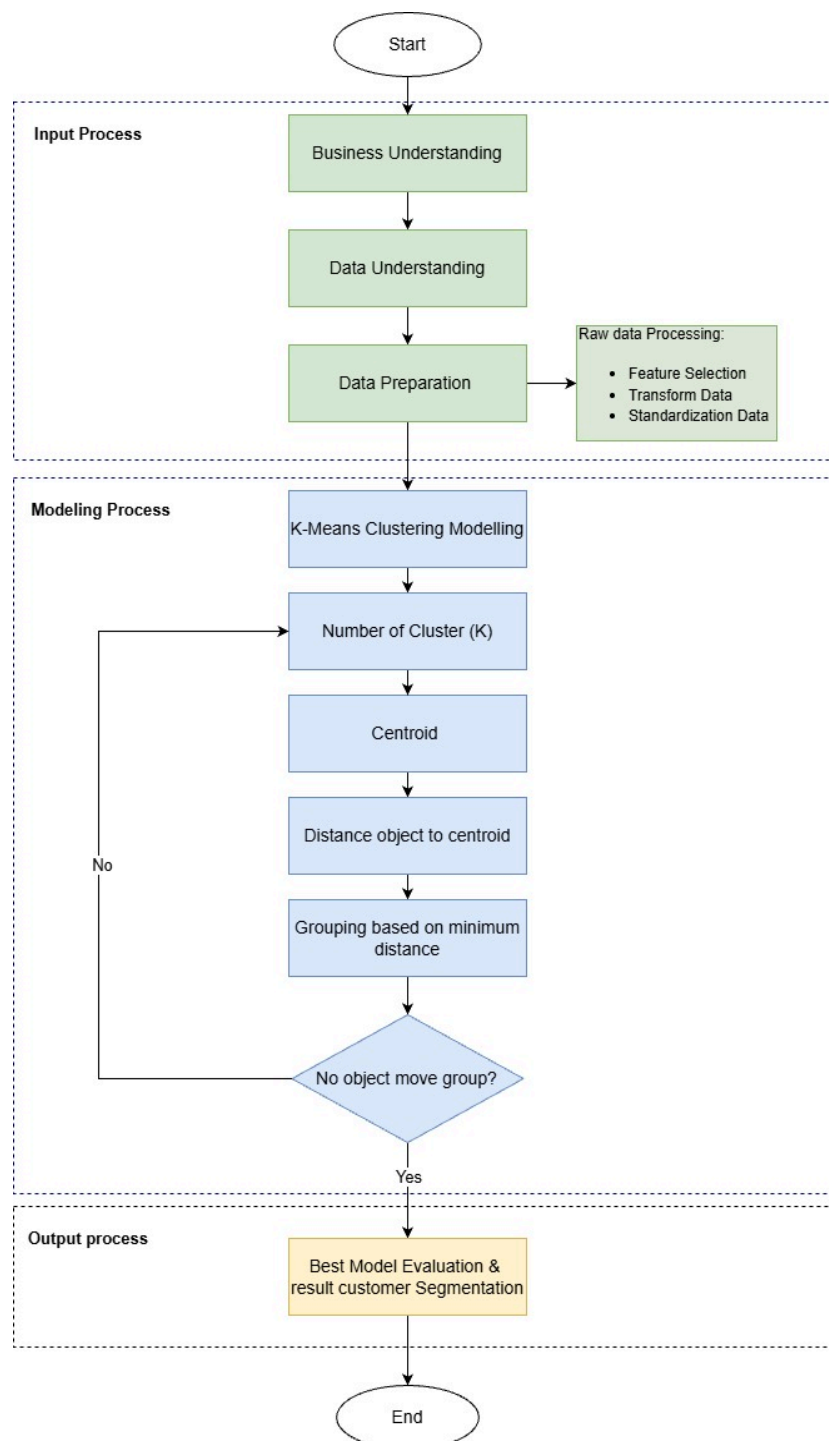 Start
Input Process
Business Understanding
Data Understanding
Data Preparation
Raw data Processing:
• Feature Selection
• Transform Data
• Standardization Data
Modeling Process
K-Means Clustering Modelling
Number of Cluster (K)
Centroid
Distance object to centroid
No
Grouping based on minimum
distance
No object move group?
Yes
Output process
Best Model Evaluation &
result customer Segmentation
End